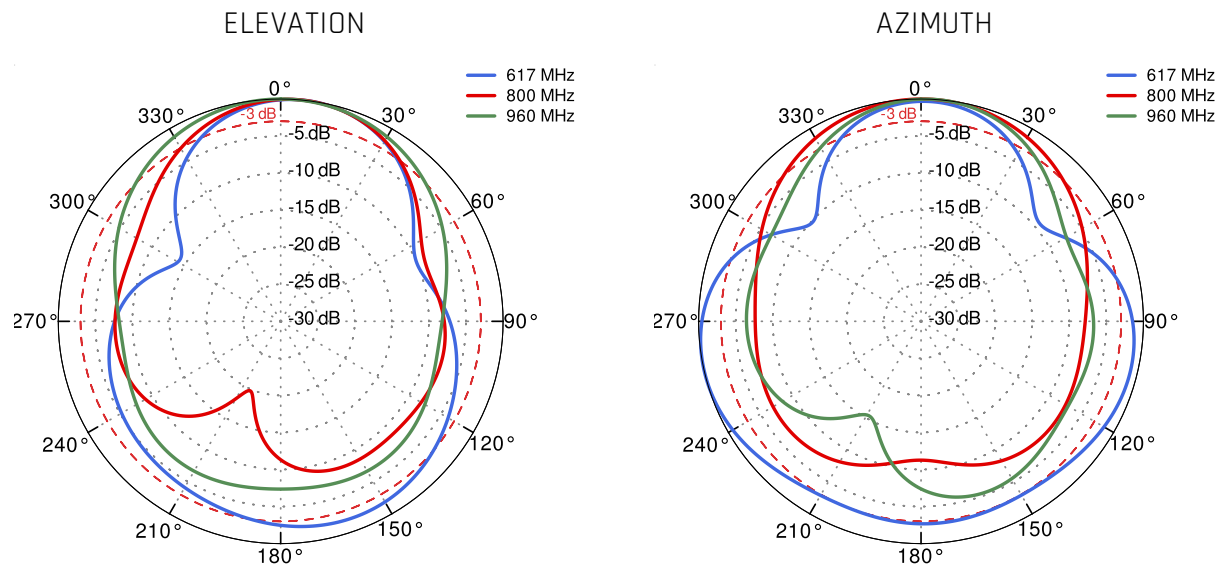 ELEVATION
617 MHz
800 MHz
960 MHz
0°
330°
30°
-3 dB
-5 dB
-10 dB
300°
60°
-15 dB
-20 dB
-25 dB
270°
-30 dB
90°
240°
120°
210°
150°
180°
AZIMUTH
617 MHz
800 MHz
960 MHz
0°
330°
30°
-3 dB
-5 dB
-10 dB
300°
60°
-15 dB
-20 dB
-25 dB
270°
-30 dB
90°
240°
120°
210°
150°
180°